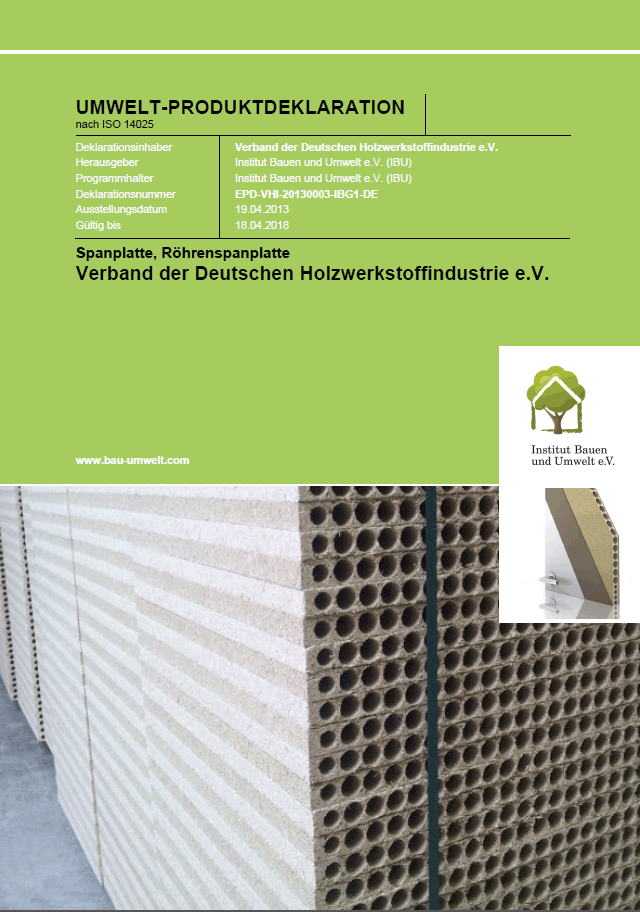 UMWELT-PRODUKTDEKLARATION
nach ISO 14025
Deklarationsinhaber Verband der Deutschen Holzwerkstoffindustrie e.V.
Herausgeber Institut Bauen und Umwelt e.V. (IBU)
Programmhalter Institut Bauen und Umwelt e.V. (IBU)
Deklarationsnummer EPD-VHI-20130003-IBG1-DE
Ausstellungsdatum 19.04.2013
Gültig bis 18.04.2018
Spanplatte, Röhrenspanplatte
Verband der Deutschen Holzwerkstoffindustrie e.V.
Institut Bauen
und Umwelt e.V.
www.bau-umwelt.com